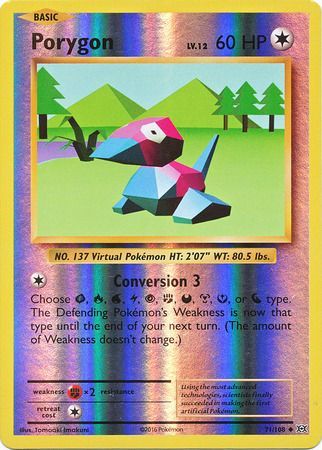 BASIC
Porygon LV.12 60 HP
NO. 137 Virtual Pokémon HT: 2'07" WT: 80.5 lbs.
Conversion 3
Choose , , , , , , , , , or type.
The Defending Pokémon's Weakness is now that
type until the end of your next turn. (The amount
of Weakness doesn't change.)
weakness ×2 resistance
retreat
cost
Using the most advanced
technologies, scientists finally
succeeded in making the first
artificial Pokémon.
Illus. Tomoaki Imakuni
©2016 Pokémon
71/108